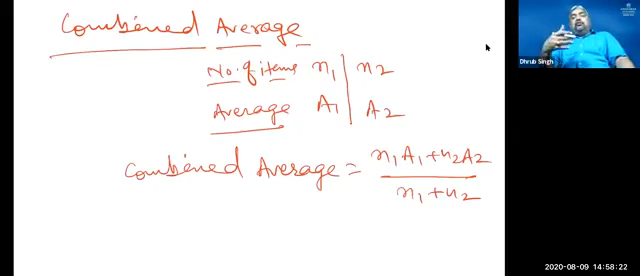 Combined Average
No. of items n1 | n2
Average A1 | A2
Combined Average = n1A1 + n2A2
n1 + n2
Dhrub Singh
2020-08-09 14:58:22